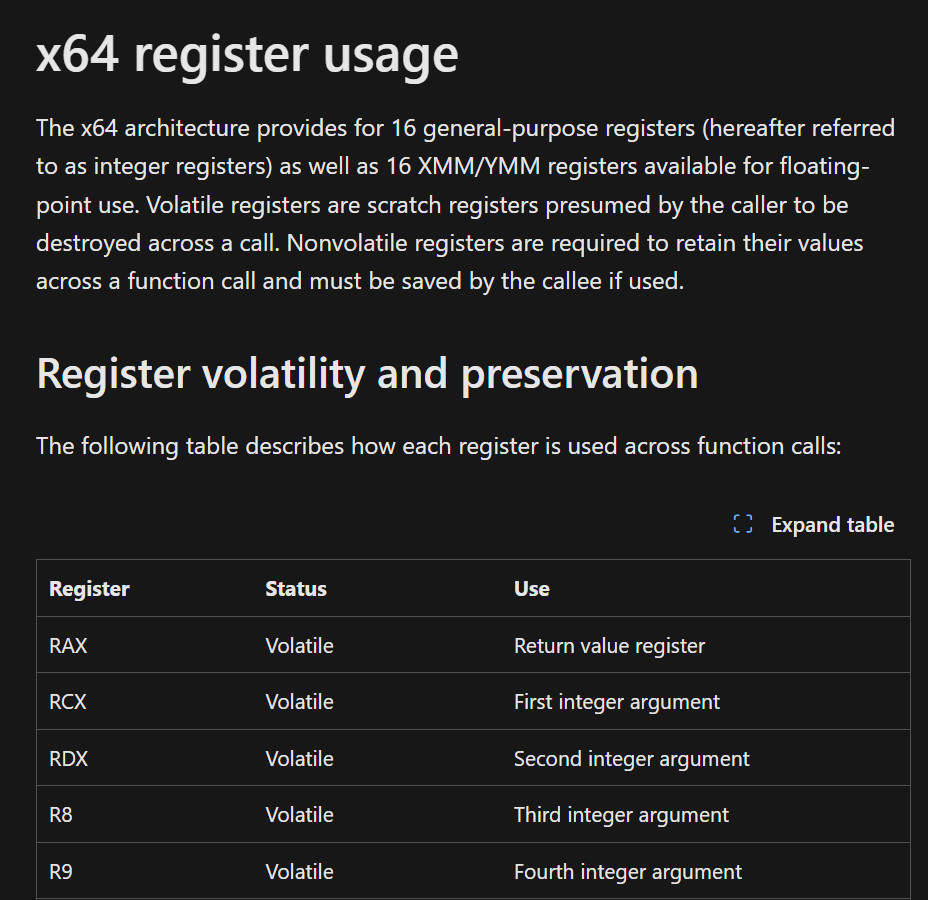 x64 register usage
The x64 architecture provides for 16 general-purpose registers (hereafter referred
to as integer registers) as well as 16 XMM/YMM registers available for floating-
point use. Volatile registers are scratch registers presumed by the caller to be
destroyed across a call. Nonvolatile registers are required to retain their values
across a function call and must be saved by the callee if used.
Register volatility and preservation
The following table describes how each register is used across function calls:
Expand table
Register Status Use
RAX Volatile Return value register
RCX Volatile First integer argument
RDX Volatile Second integer argument
R8 Volatile Third integer argument
R9 Volatile Fourth integer argument